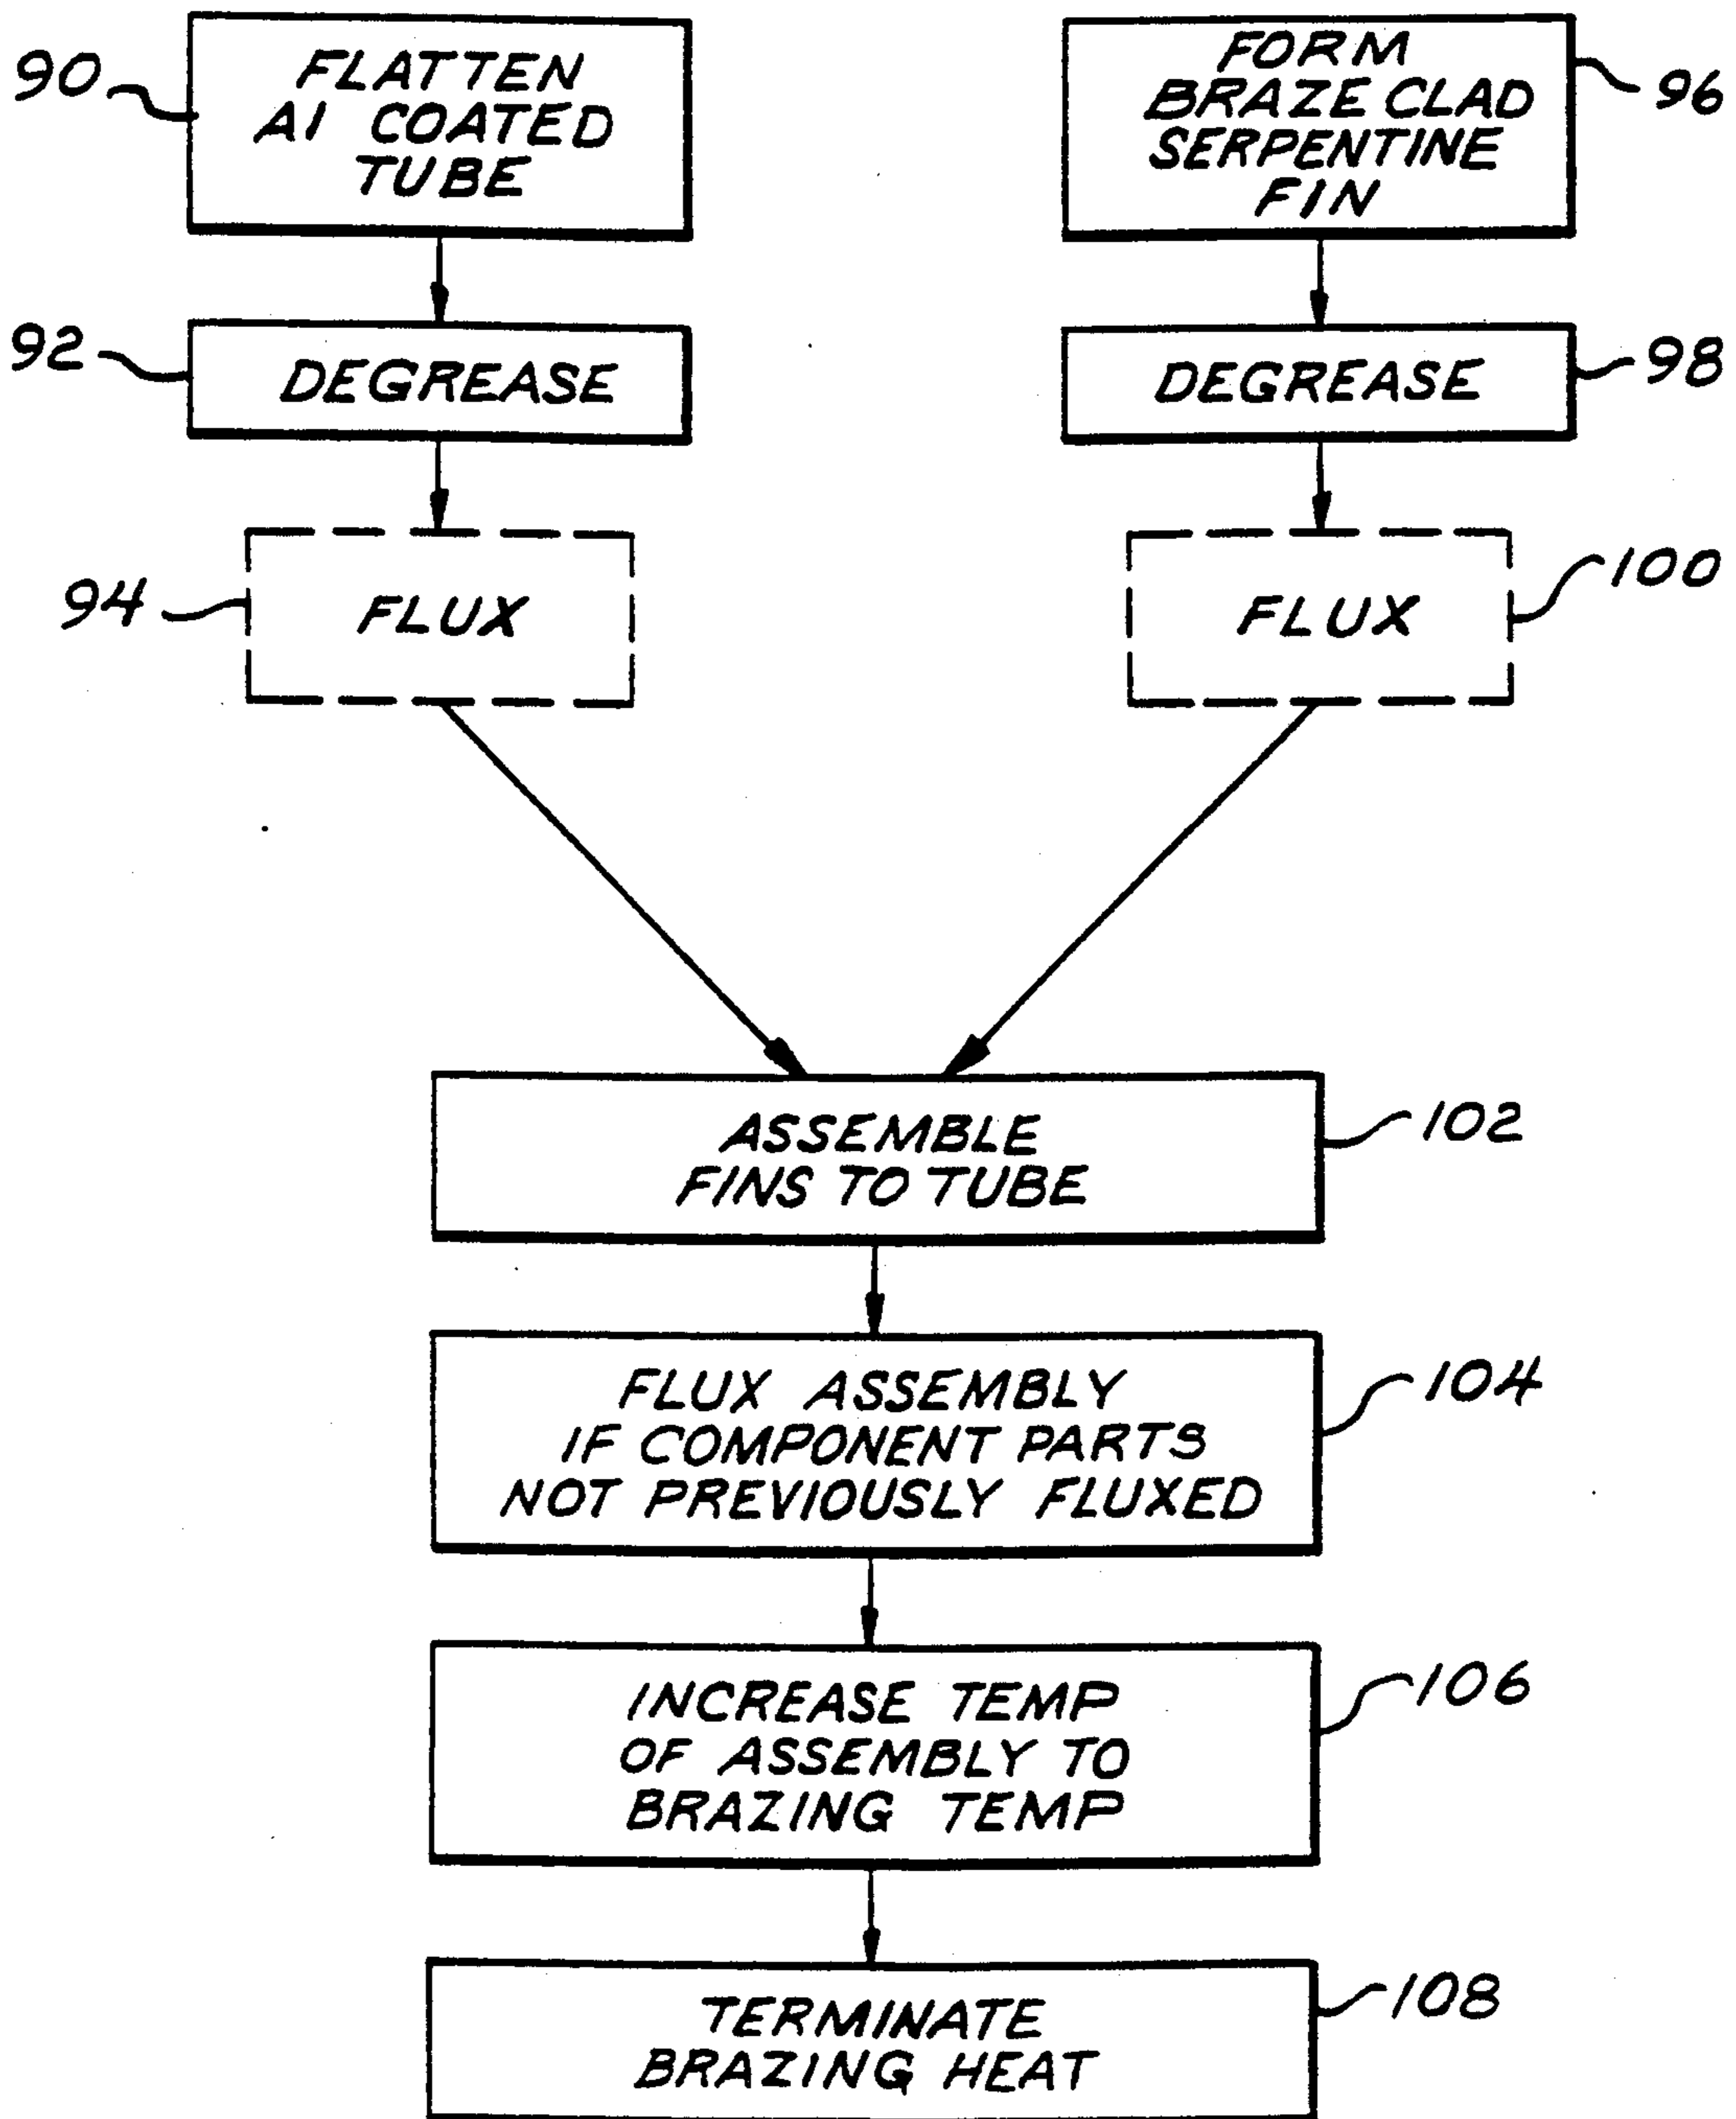 90
FLATTEN
Al COATED
TUBE
FORM
BRAZE CLAD
SERPENTINE
FIN
96
92
DEGREASE
DEGREASE
98
94
FLUX
FLUX
100
ASSEMBLE
FINS TO TUBE
102
FLUX ASSEMBLY
IF COMPONENT PARTS
NOT PREVIOUSLY FLUXED
104
INCREASE TEMP
OF ASSEMBLY TO
BRAZING TEMP
106
TERMINATE
BRAZING HEAT
108